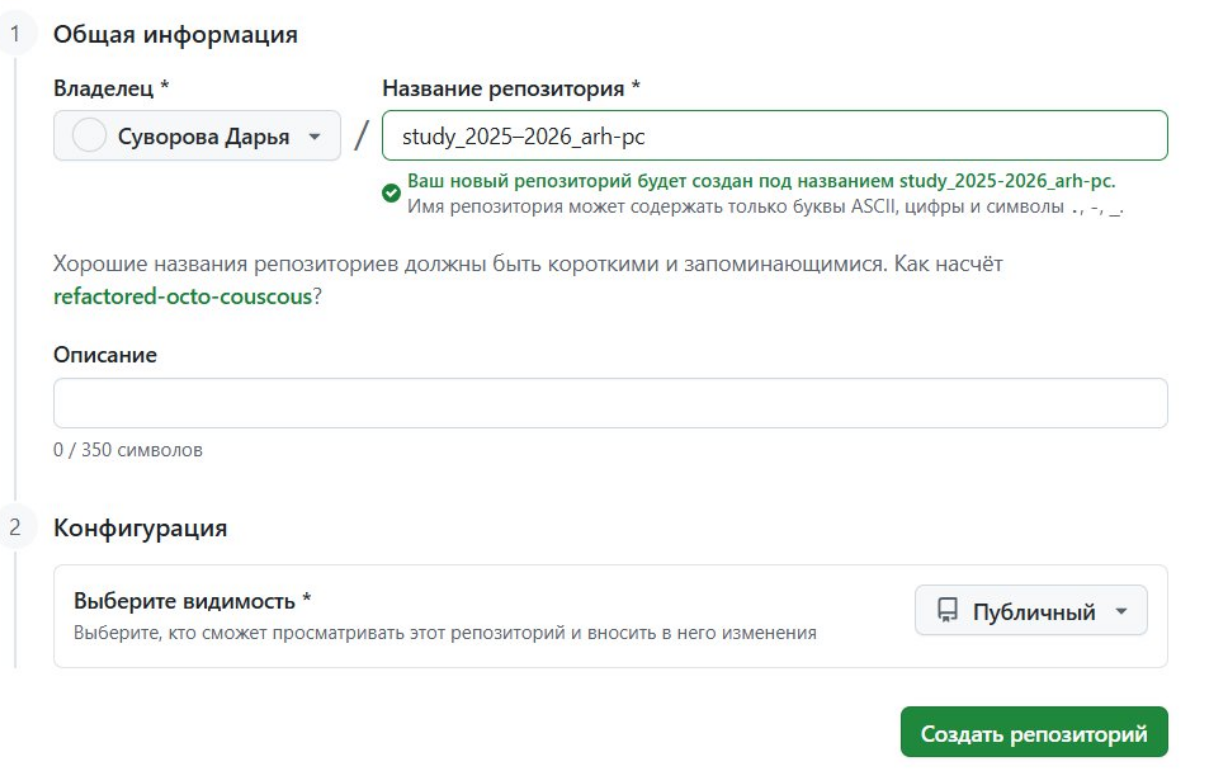 1 Общая информация
Владелец * Название репозитория *
Суворова Дарья / study_2025–2026_arh-pc
Ваш новый репозиторий будет создан под названием study_2025-2026_arh-pc.
Имя репозитория может содержать только буквы ASCII, цифры и символы ., -, _.
Хорошие названия репозиториев должны быть короткими и запоминающимися. Как насчёт
refactored-octo-couscous?
Описание
0 / 350 символов
2 Конфигурация
Выберите видимость *
Выберите, кто сможет просматривать этот репозиторий и вносить в него изменения
Публичный
Создать репозиторий